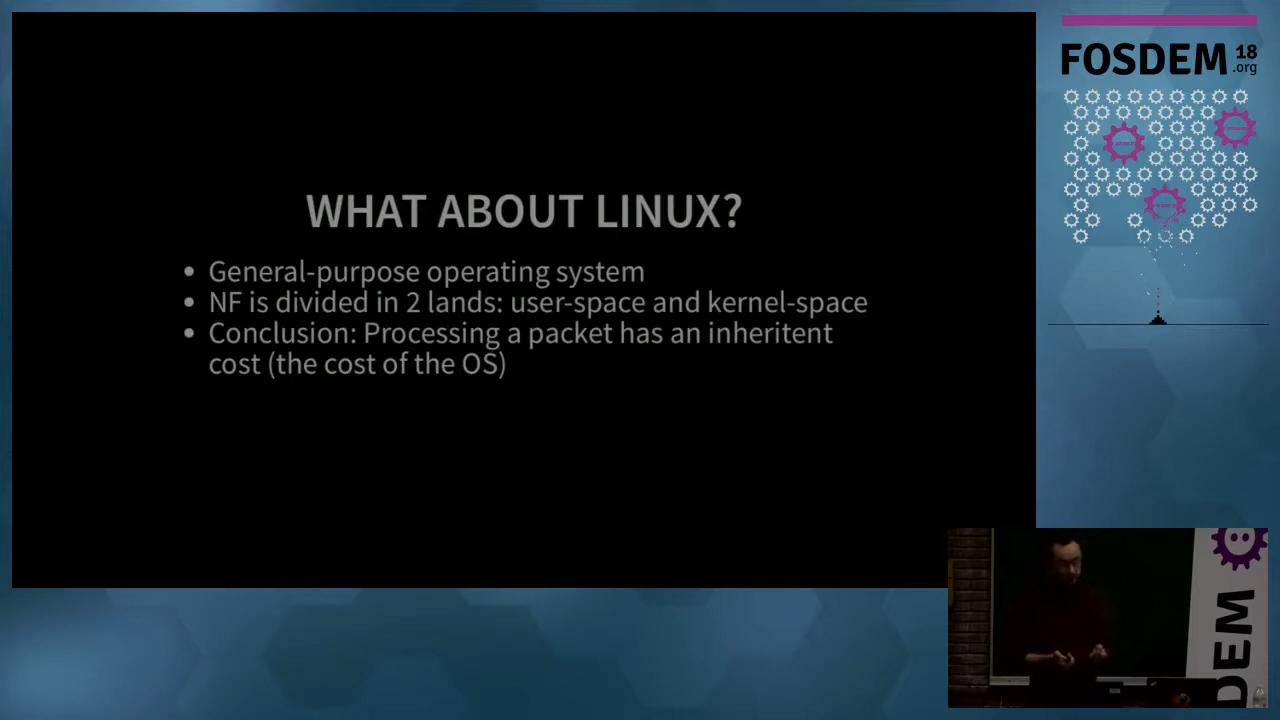 WHAT ABOUT LINUX?
• General-purpose operating system
• NF is divided in 2 lands: user-space and kernel-space
• Conclusion: Processing a packet has an inheritent
cost (the cost of the OS)
FOSDEM 18
.org
DEM